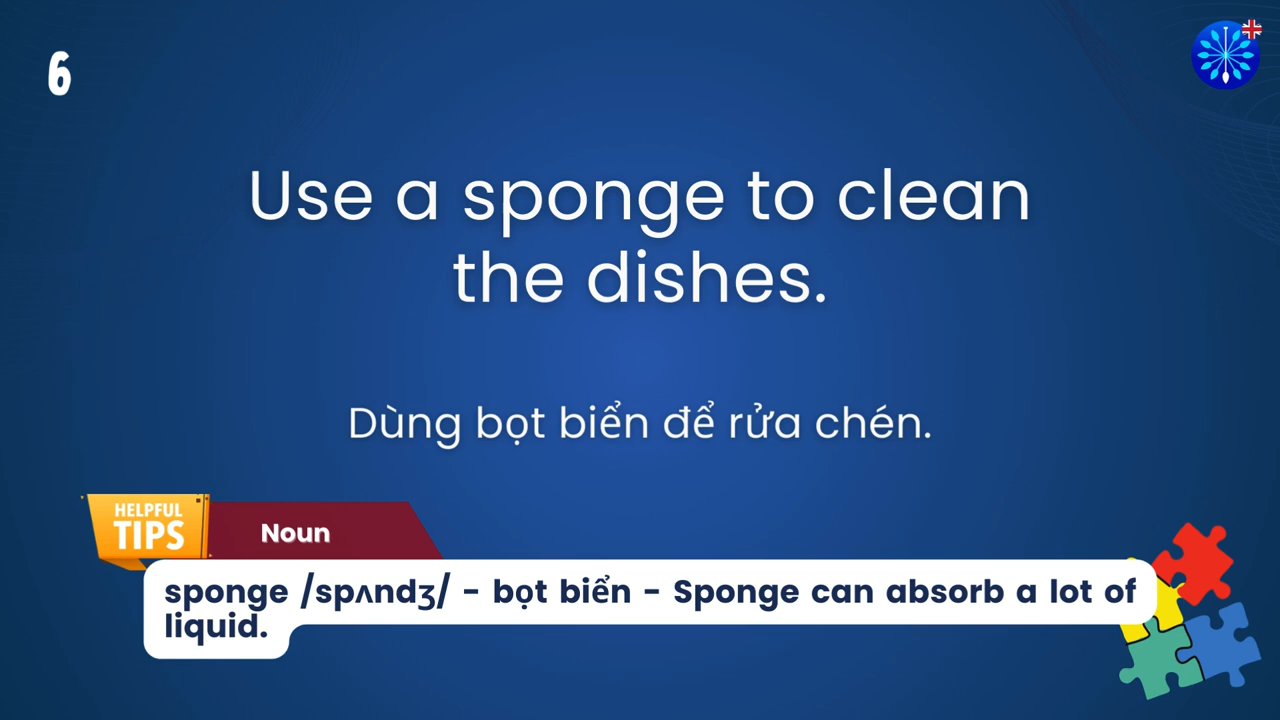 6
Use a sponge to clean
the dishes.
Dùng bọt biển để rửa chén.
HELPFUL
TIPS
Noun
sponge /spʌndʒ/ - bọt biển - Sponge can absorb a lot of
liquid.